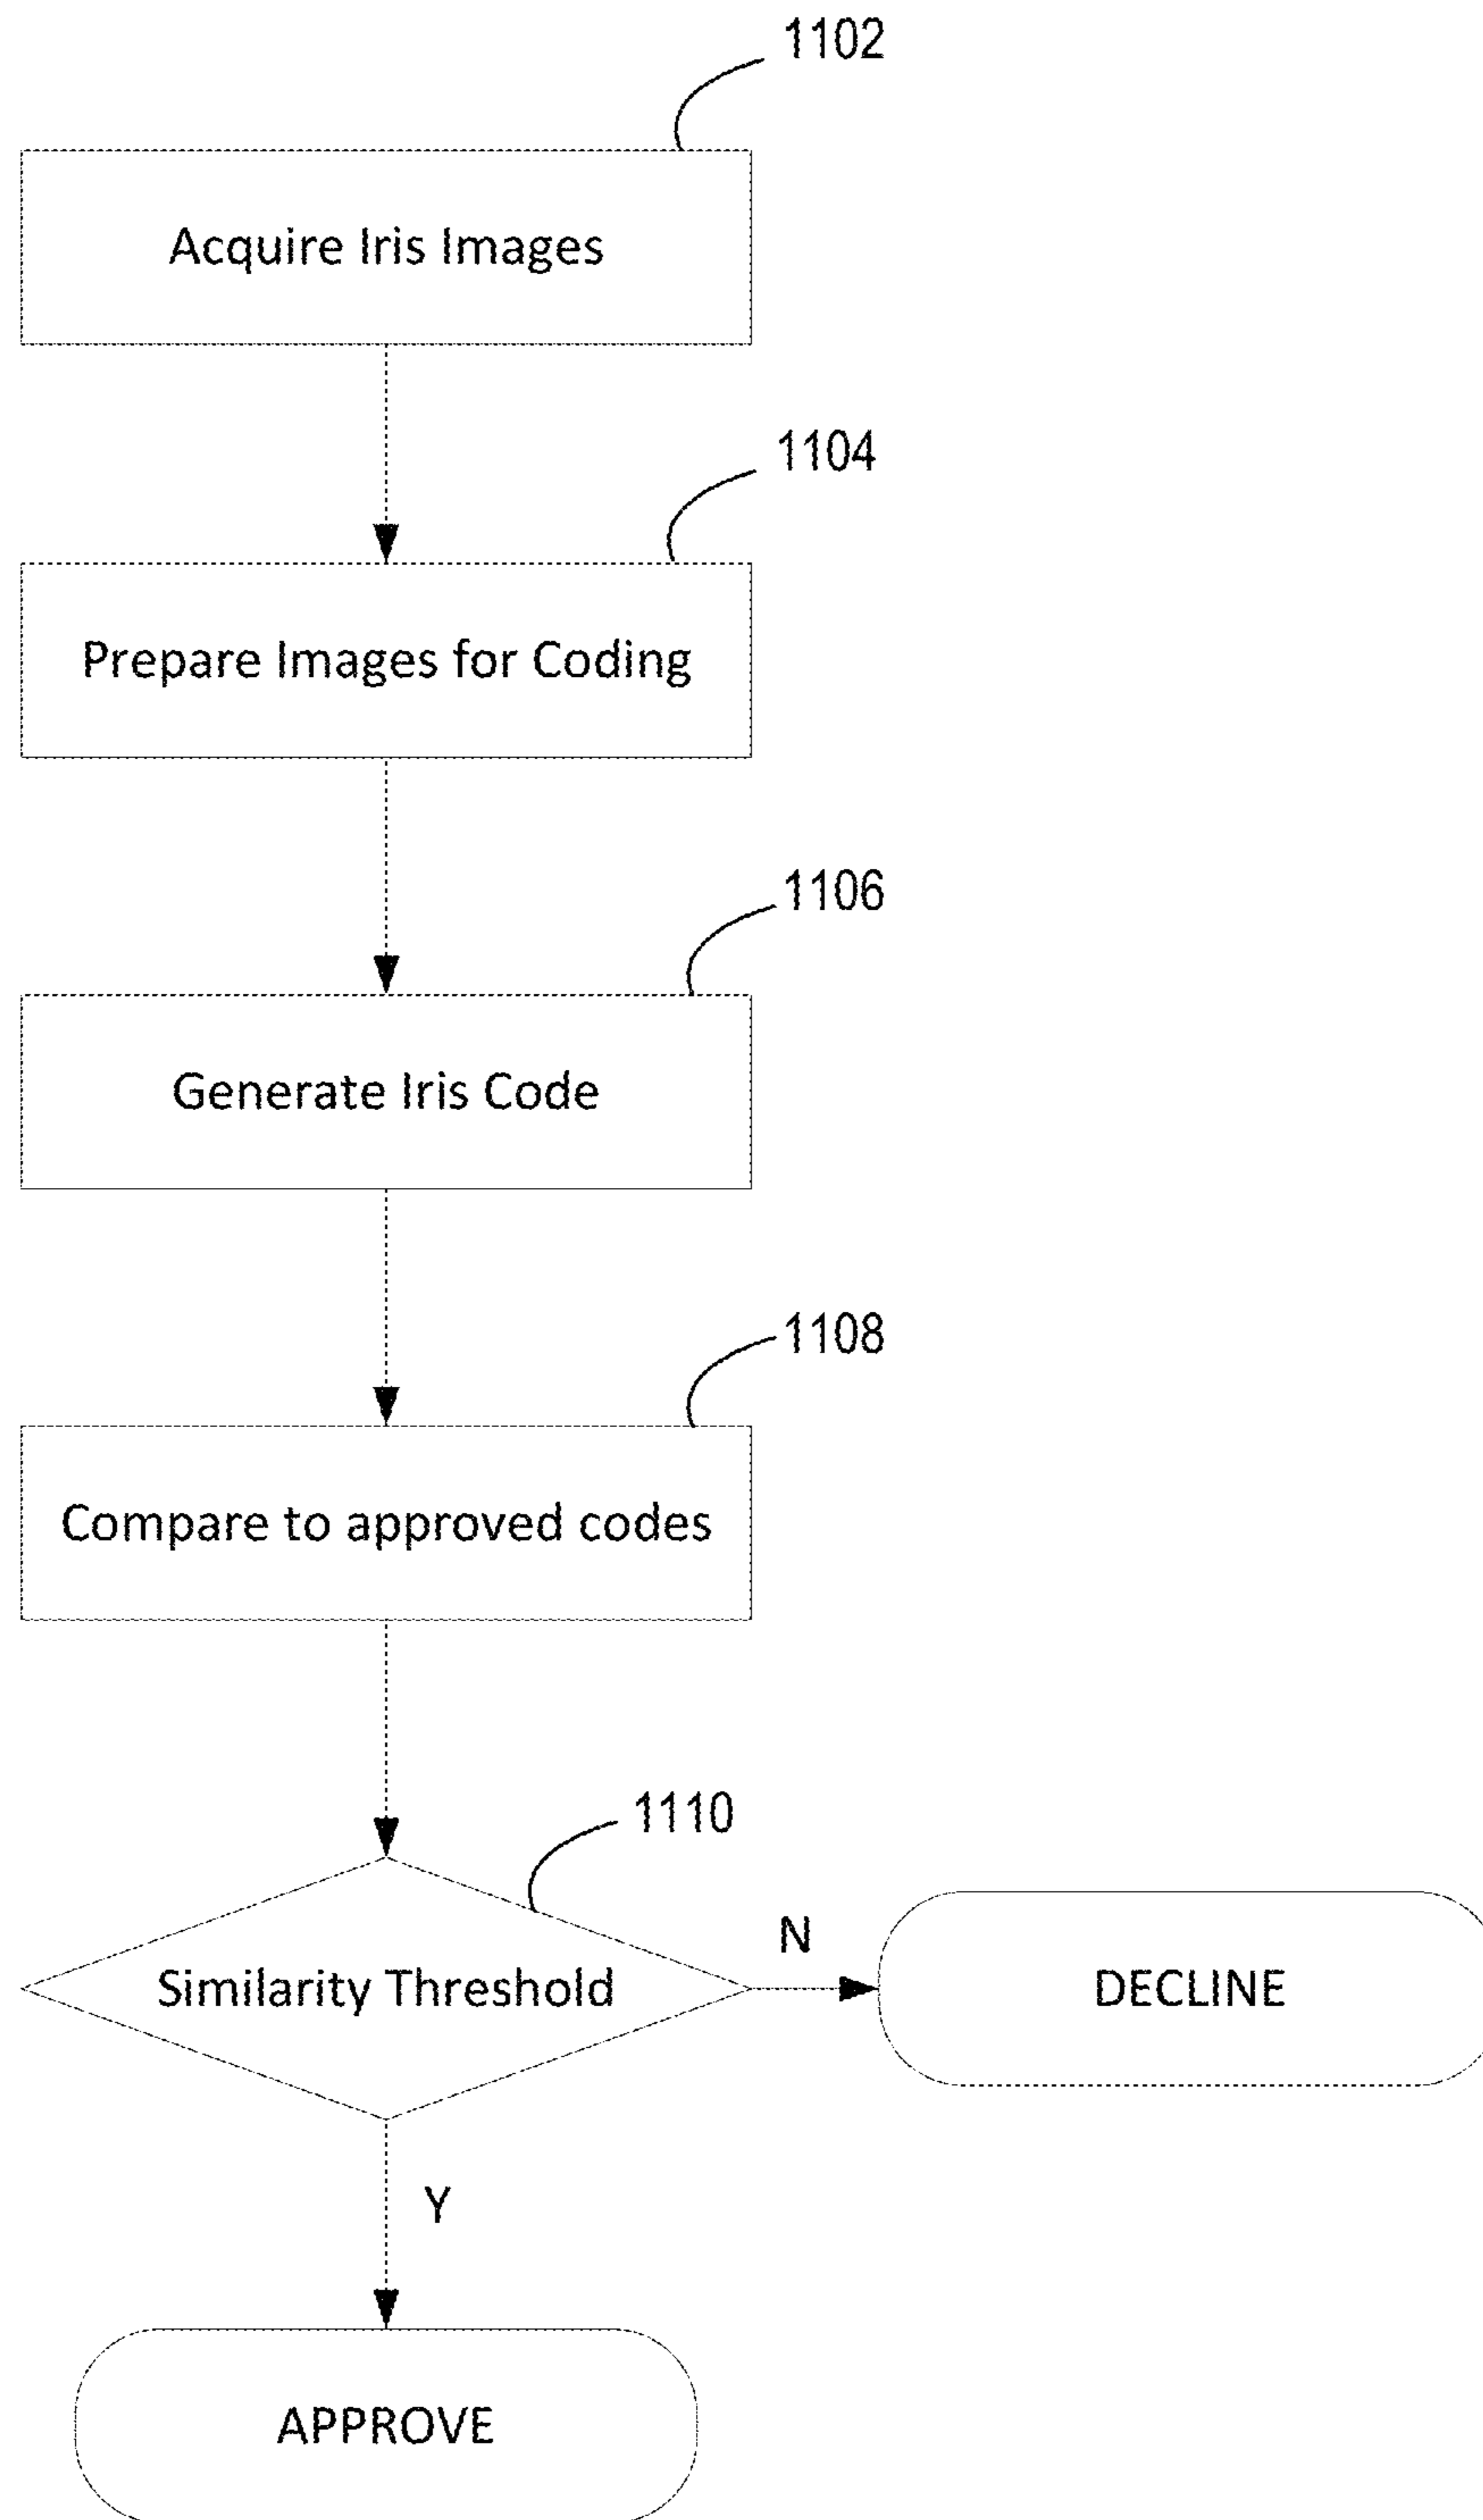 1102
Acquire Iris Images
1104
Prepare Images for Coding
1106
Generate Iris Code
1108
Compare to approved codes
1110
Similarity Threshold
N
DECLINE
Y
APPROVE